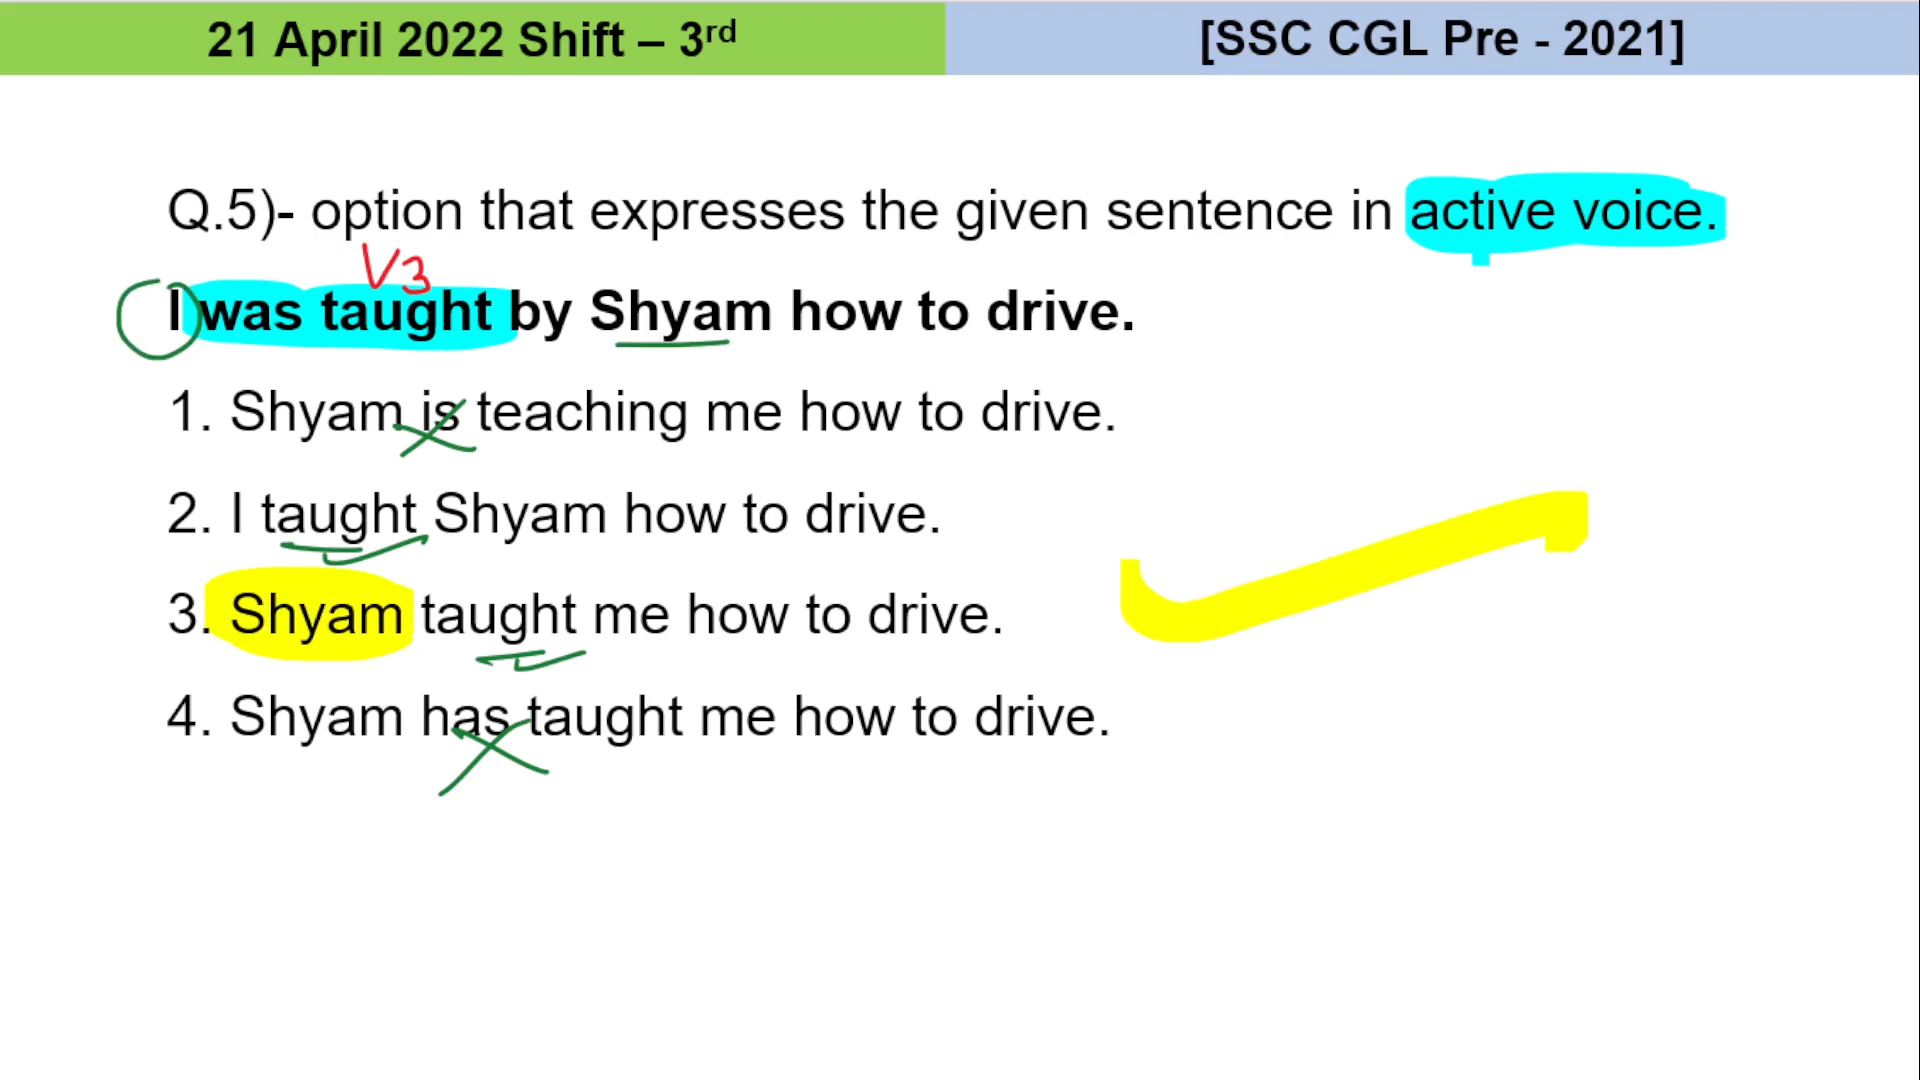 21 April 2022 Shift – 3rd
[SSC CGL Pre - 2021]
Q.5)- option that expresses the given sentence in active voice.
V3
I was taught by Shyam how to drive.
1. Shyam is teaching me how to drive.
2. I taught Shyam how to drive.
3. Shyam taught me how to drive.
4. Shyam has taught me how to drive.